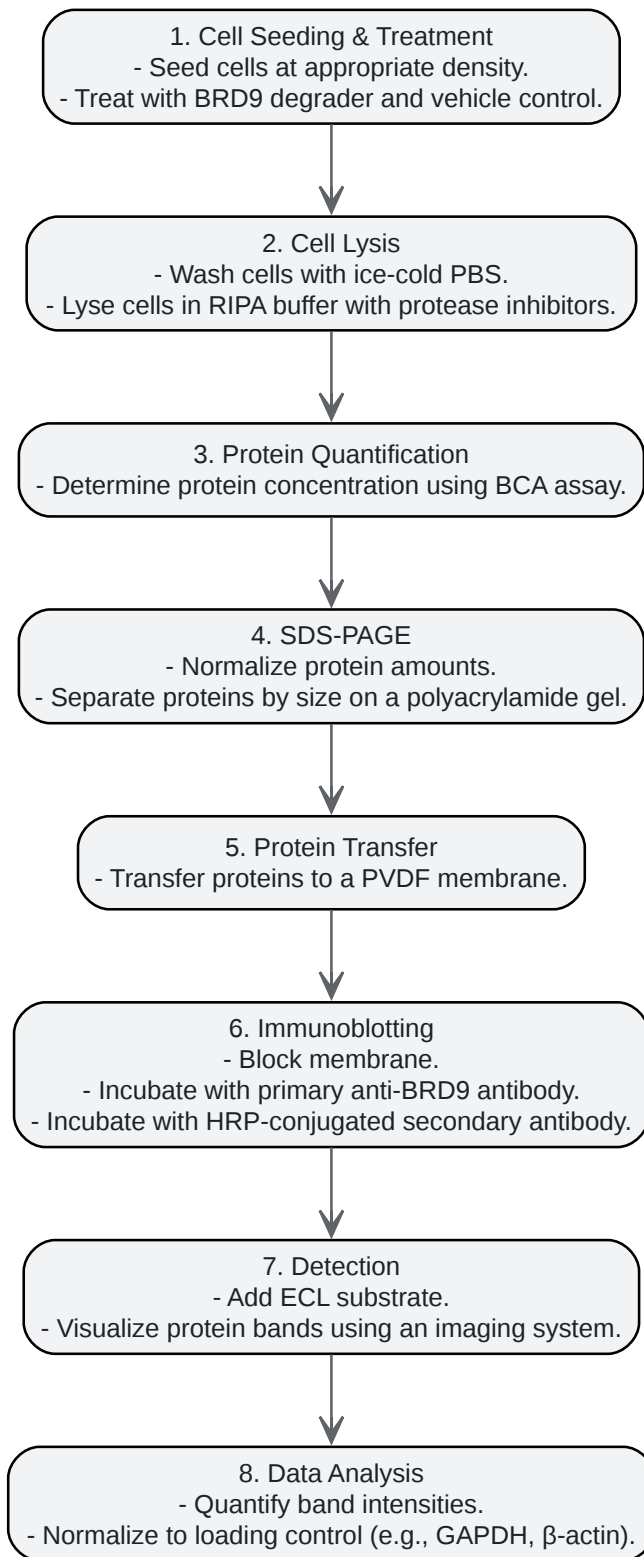 1. Cell Seeding & Treatment
- Seed cells at appropriate density.
- Treat with BRD9 degrader and vehicle control.
2. Cell Lysis
- Wash cells with ice-cold PBS.
- Lyse cells in RIPA buffer with protease inhibitors.
3. Protein Quantification
- Determine protein concentration using BCA assay.
4. SDS-PAGE
- Normalize protein amounts.
- Separate proteins by size on a polyacrylamide gel.
5. Protein Transfer
- Transfer proteins to a PVDF membrane.
6. Immunoblotting
- Block membrane.
- Incubate with primary anti-BRD9 antibody.
- Incubate with HRP-conjugated secondary antibody.
7. Detection
- Add ECL substrate.
- Visualize protein bands using an imaging system.
8. Data Analysis
- Quantify band intensities.
- Normalize to loading control (e.g., GAPDH, β-actin).